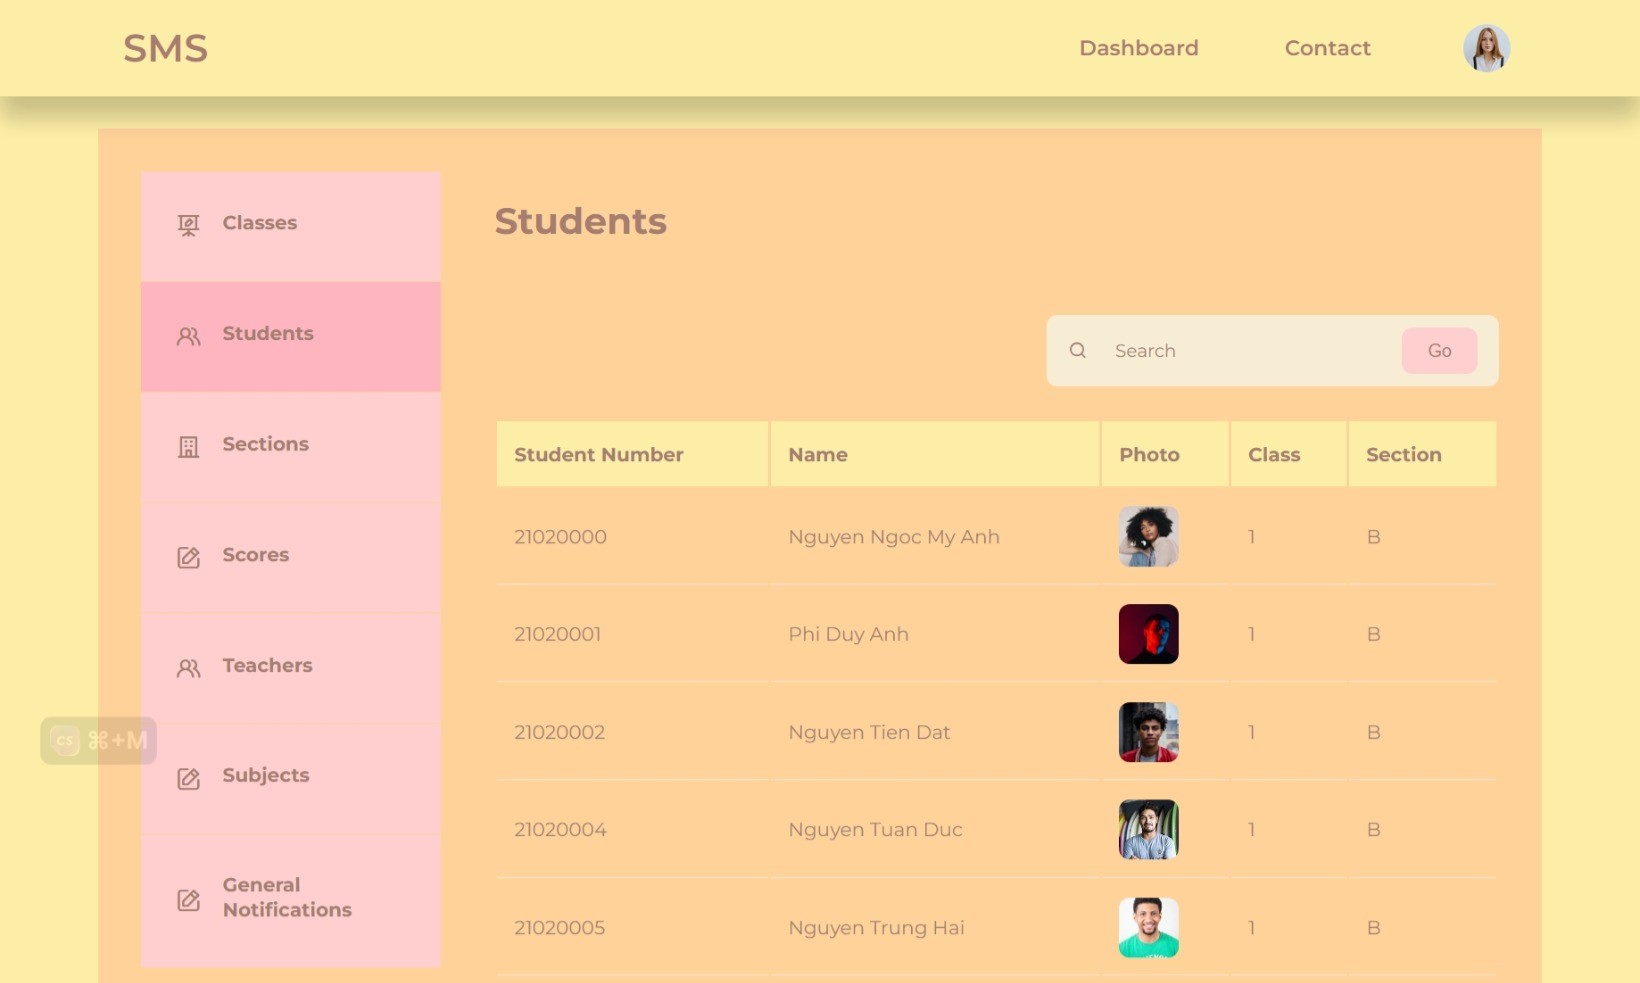 SMS
Dashboard
Contact
Classes
Students
Sections
Scores
Teachers
Subjects
General
Notifications
CS ⌘+M
Students
Search
Go
Student Number Name Photo Class Section
21020000 Nguyen Ngoc My Anh 1 B
21020001 Phi Duy Anh 1 B
21020002 Nguyen Tien Dat 1 B
21020004 Nguyen Tuan Duc 1 B
21020005 Nguyen Trung Hai 1 B